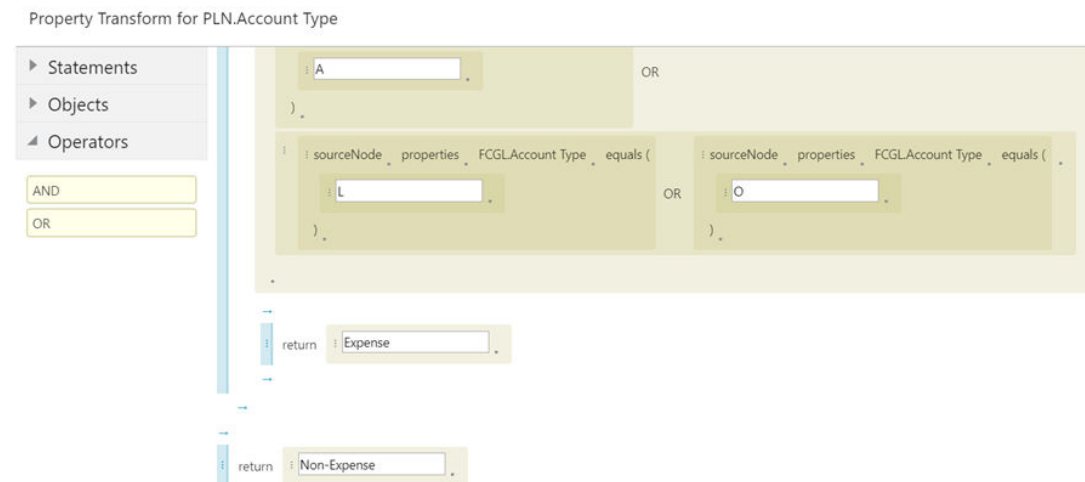 Property Transform for PLN.Account Type
Statements
Objects
Operators
AND
OR
A
OR
)
sourceNode properties FCGL.Account Type equals (
L
)
OR
sourceNode properties FCGL.Account Type equals (
O
)
return Expense
return Non-Expense